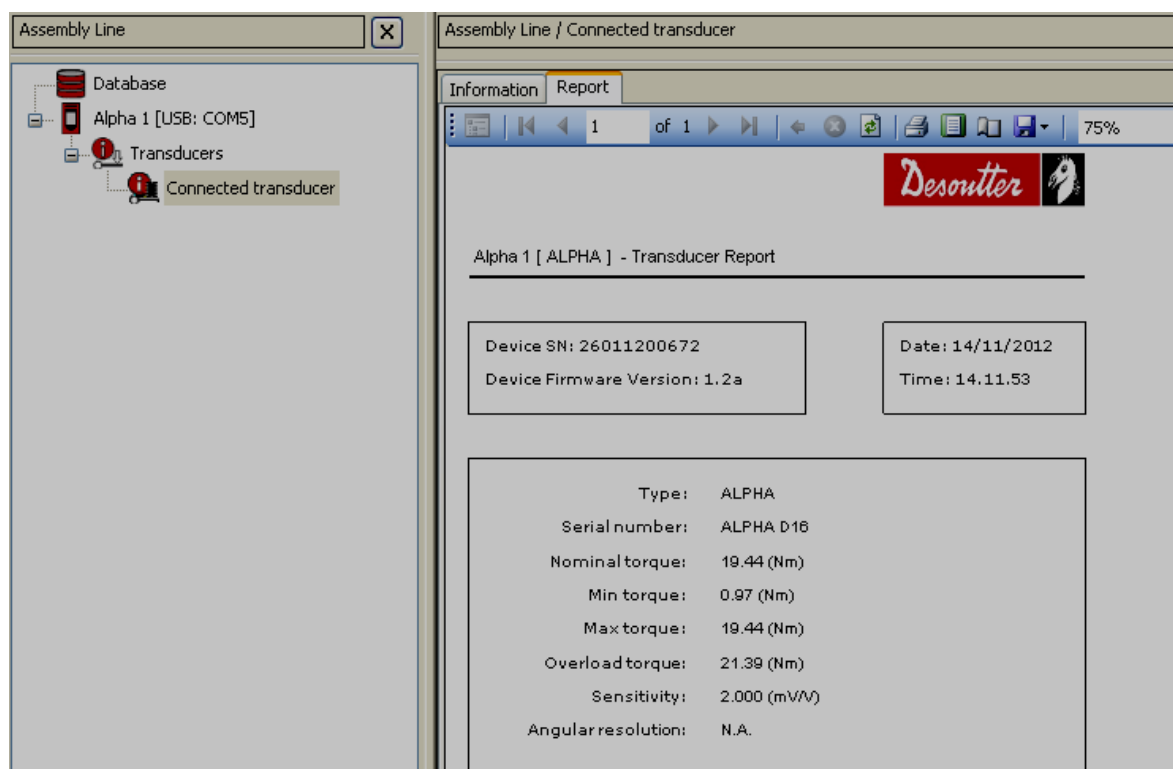 Assembly Line
Database
Alpha 1 [USB: COM5]
Transducers
Connected transducer
Assembly Line / Connected transducer
Information Report
1 of 1 75%
Desoutter
Alpha 1 [ ALPHA ] - Transducer Report
Device SN: 26011200672
Device Firmware Version: 1.2a
Date: 14/11/2012
Time: 14.11.53
Type: ALPHA
Serial number: ALPHA D16
Nominal torque: 19.44 (Nm)
Min torque: 0.97 (Nm)
Max torque: 19.44 (Nm)
Overload torque: 21.39 (Nm)
Sensitivity: 2.000 (mV/V)
Angular resolution: N.A.